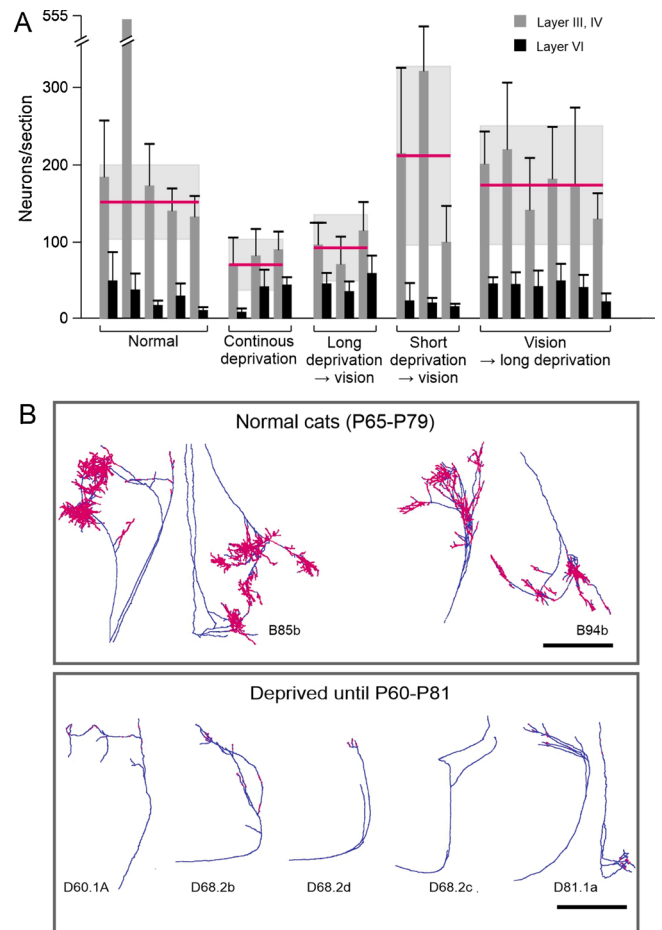 A
555
300
200
100
0
Neurons/section
Layer III, IV
Layer VI
Normal
Continous
deprivation
Long
deprivation
→ vision
Short
deprivation
→ vision
Vision
→ long deprivation
B
Normal cats (P65-P79)
B85b
B94b
Deprived until P60-P81
D60.1A
D68.2b
D68.2d
D68.2c .
D81.1a